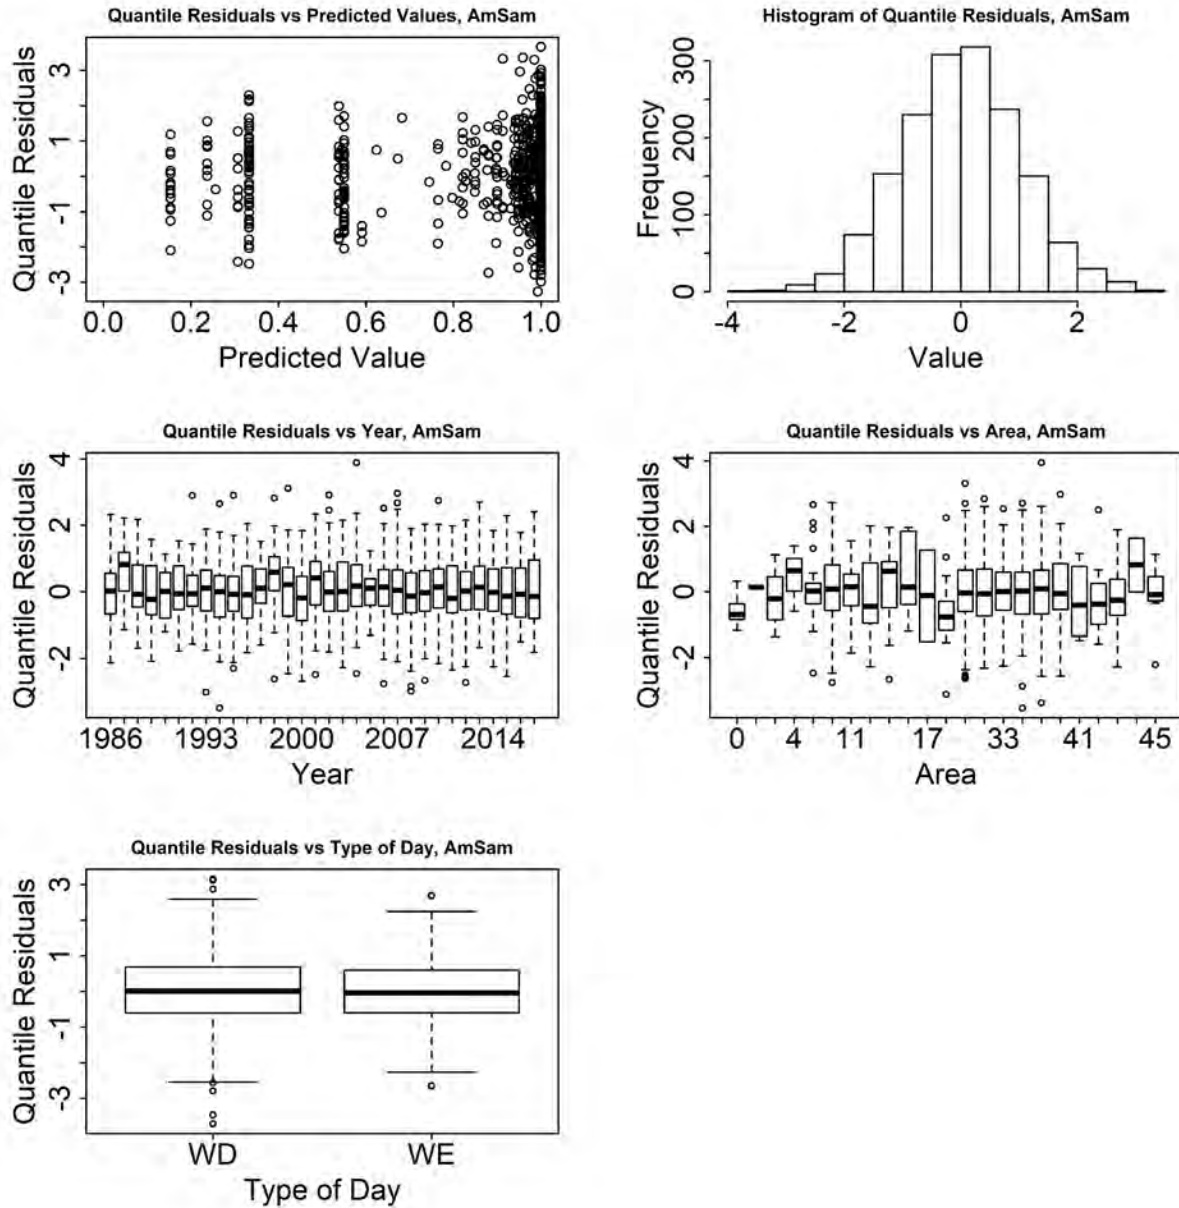 Quantile Residuals vs Predicted Values, AmSam
Quantile Residuals
3
1
-1
-3
0.0 0.2 0.4 0.6 0.8 1.0
Predicted Value
Histogram of Quantile Residuals, AmSam
Frequency
300
100
0
-4 -2 0 2
Value
Quantile Residuals vs Year, AmSam
Quantile Residuals
4
2
0
-2
1986 1993 2000 2007 2014
Year
Quantile Residuals vs Area, AmSam
Quantile Residuals
4
2
0
-2
0 4 11 17 33 41 45
Area
Quantile Residuals vs Type of Day, AmSam
Quantile Residuals
3
1
-1
-3
WD WE
Type of Day